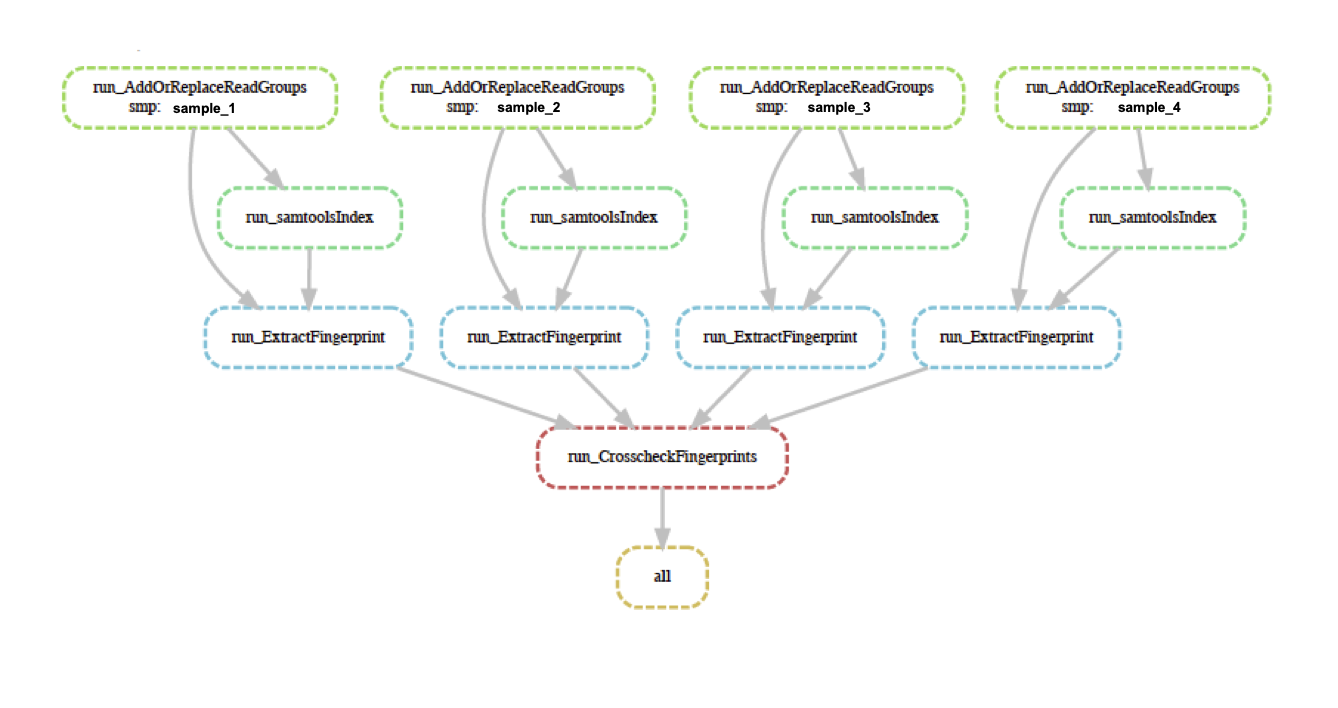 run_AddOrReplaceReadGroups
smp: sample_1
run_AddOrReplaceReadGroups
smp: sample_2
run_AddOrReplaceReadGroups
smp: sample_3
run_AddOrReplaceReadGroups
smp: sample_4
run_samtoolsIndex
run_samtoolsIndex
run_samtoolsIndex
run_samtoolsIndex
run_ExtractFingerprint
run_ExtractFingerprint
run_ExtractFingerprint
run_ExtractFingerprint
run_CrosscheckFingerprints
all